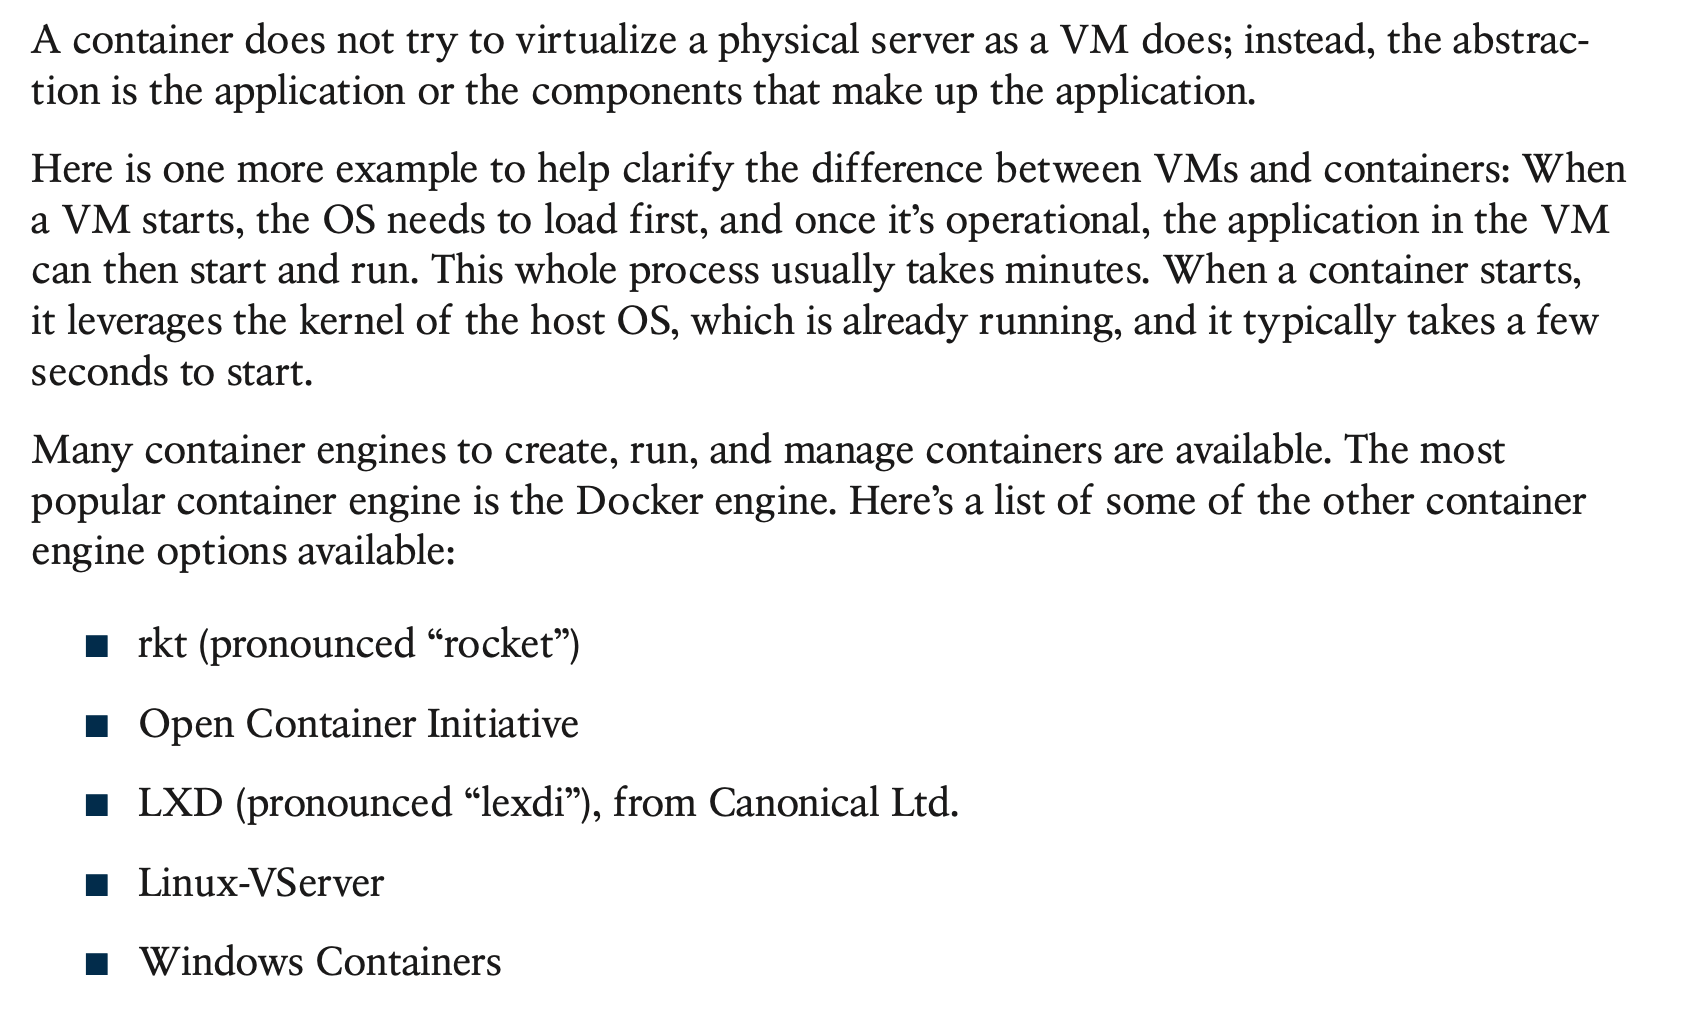 A container does not try to virtualize a physical server as a VM does; instead, the abstrac-
tion is the application or the components that make up the application.
Here is one more example to help clarify the difference between VMs and containers: When
a VM starts, the OS needs to load first, and once it’s operational, the application in the VM
can then start and run. This whole process usually takes minutes. When a container starts,
it leverages the kernel of the host OS, which is already running, and it typically takes a few
seconds to start.
Many container engines to create, run, and manage containers are available. The most
popular container engine is the Docker engine. Here’s a list of some of the other container
engine options available:
■ rkt (pronounced “rocket”)
■ Open Container Initiative
■ LXD (pronounced “lexdi”), from Canonical Ltd.
■ Linux-VServer
■ Windows Containers